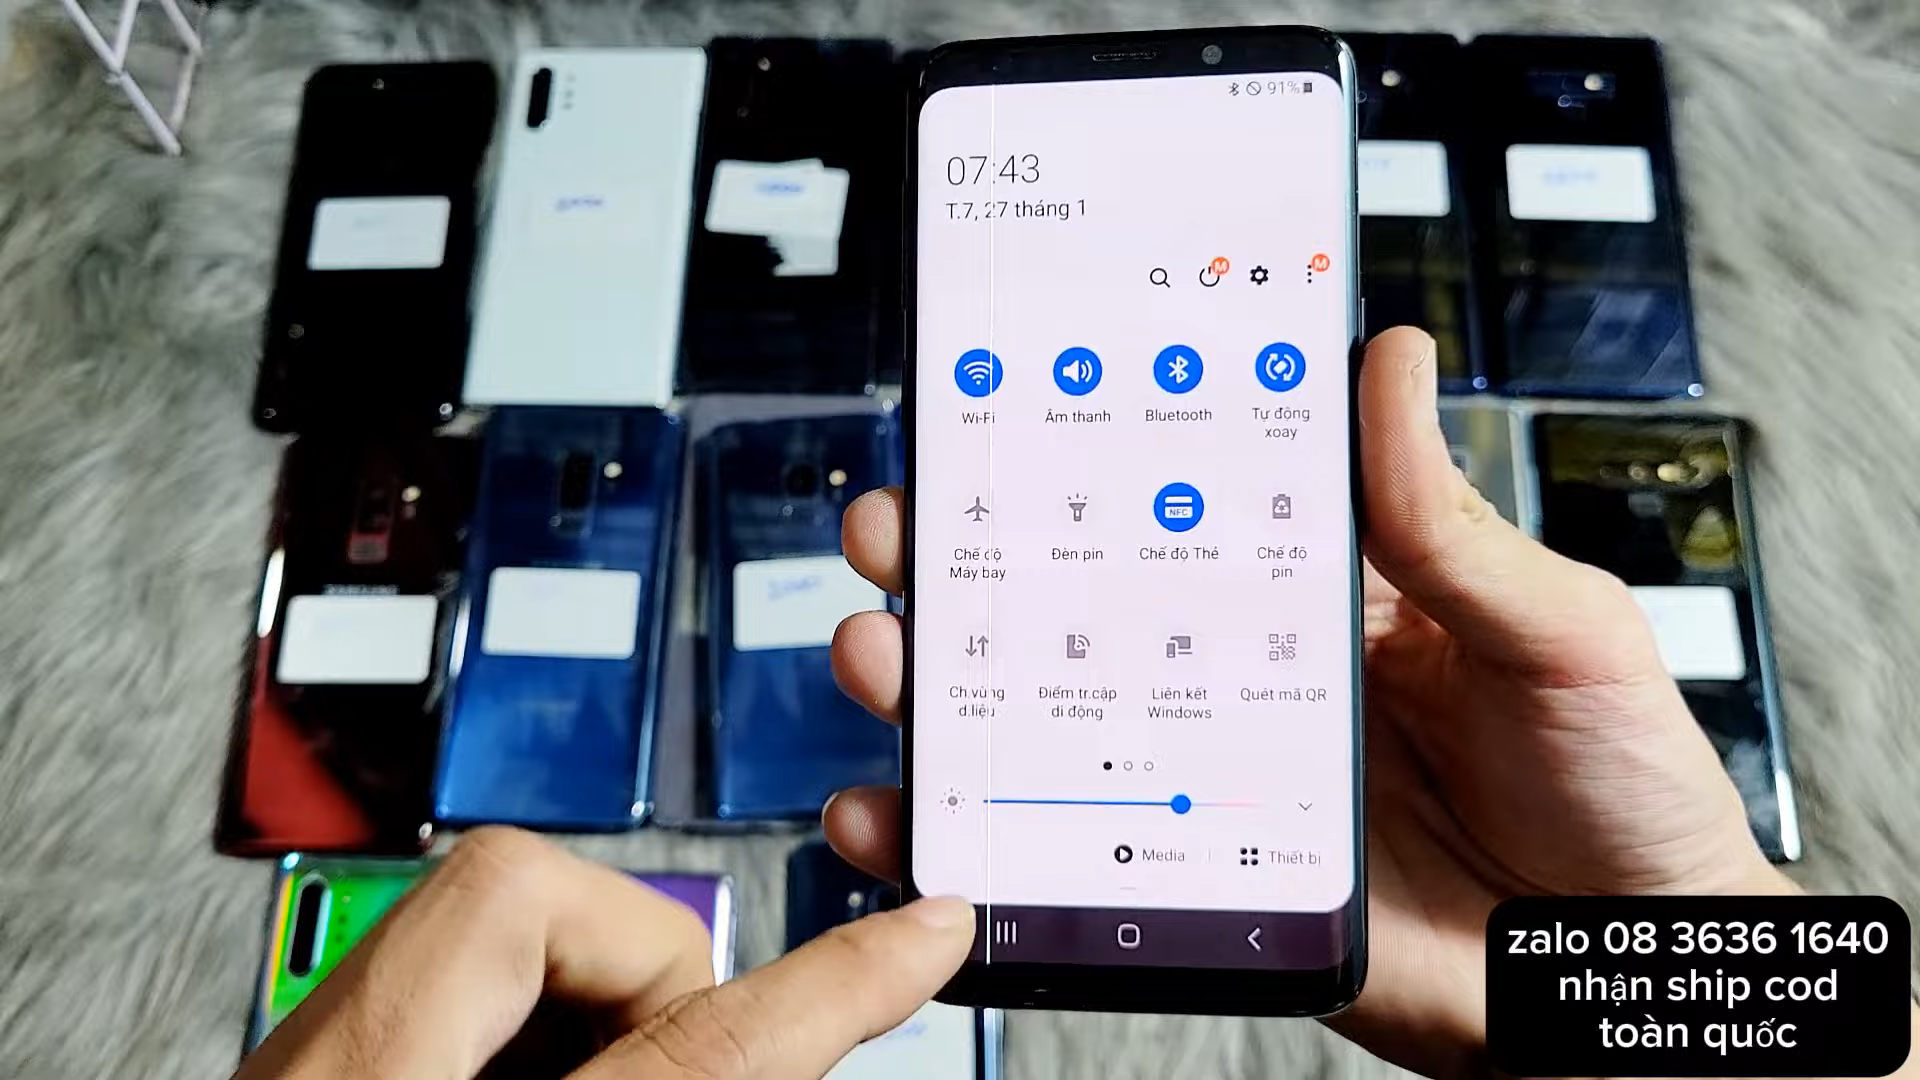 91%
07:43
T.7, 27 tháng 1
M
M
Wi-Fi
Âm thanh
Bluetooth
Tự động
xoay
NFC
Chế độ
Máy bay
Đèn pin
Chế độ Thẻ
Chế độ
pin
Ch.vùng
d.liệu
Điểm tr.cập
di động
Liên kết
Windows
Quét mã QR
Media
Thiết bị
zalo 08 3636 1640
nhận ship cod
toàn quốc